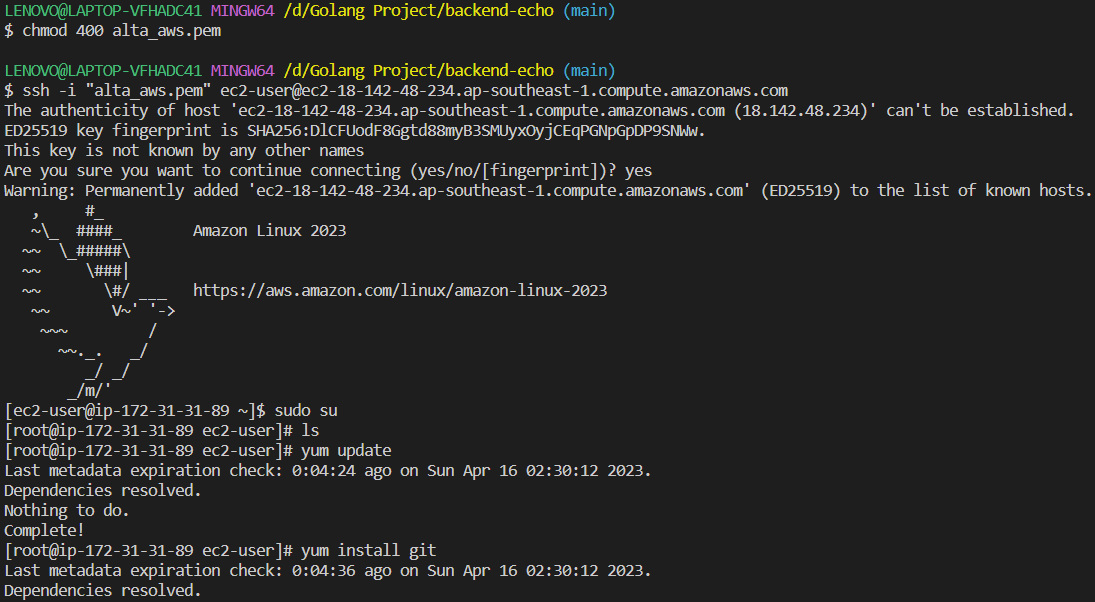 LENOVO@LAPTOP-VFHADC41 MINGW64 /d/Golang Project/backend-echo (main)
$ chmod 400 alta_aws.pem

LENOVO@LAPTOP-VFHADC41 MINGW64 /d/Golang Project/backend-echo (main)
$ ssh -i "alta_aws.pem" ec2-user@ec2-18-142-48-234.ap-southeast-1.compute.amazonaws.com
The authenticity of host 'ec2-18-142-48-234.ap-southeast-1.compute.amazonaws.com (18.142.48.234)' can't be established.
ED25519 key fingerprint is SHA256:DlCFUodF8Ggtd88myB3SMUyxOyjCEqPGNpGpDP9SNWw.
This key is not known by any other names
Are you sure you want to continue connecting (yes/no/[fingerprint])? yes
Warning: Permanently added 'ec2-18-142-48-234.ap-southeast-1.compute.amazonaws.com' (ED25519) to the list of known hosts.
   ,     #_
   ~\_  ####_        Amazon Linux 2023
  ~~  \_#####\
  ~~     \###|
  ~~       \#/ ___   https://aws.amazon.com/linux/amazon-linux-2023
   ~~       V~' '->
    ~~~         /
      ~~._.   _/
         _/ _/
       _/m/'
[ec2-user@ip-172-31-31-89 ~]$ sudo su
[root@ip-172-31-31-89 ec2-user]# ls
[root@ip-172-31-31-89 ec2-user]# yum update
Last metadata expiration check: 0:04:24 ago on Sun Apr 16 02:30:12 2023.
Dependencies resolved.
Nothing to do.
Complete!
[root@ip-172-31-31-89 ec2-user]# yum install git
Last metadata expiration check: 0:04:36 ago on Sun Apr 16 02:30:12 2023.
Dependencies resolved.